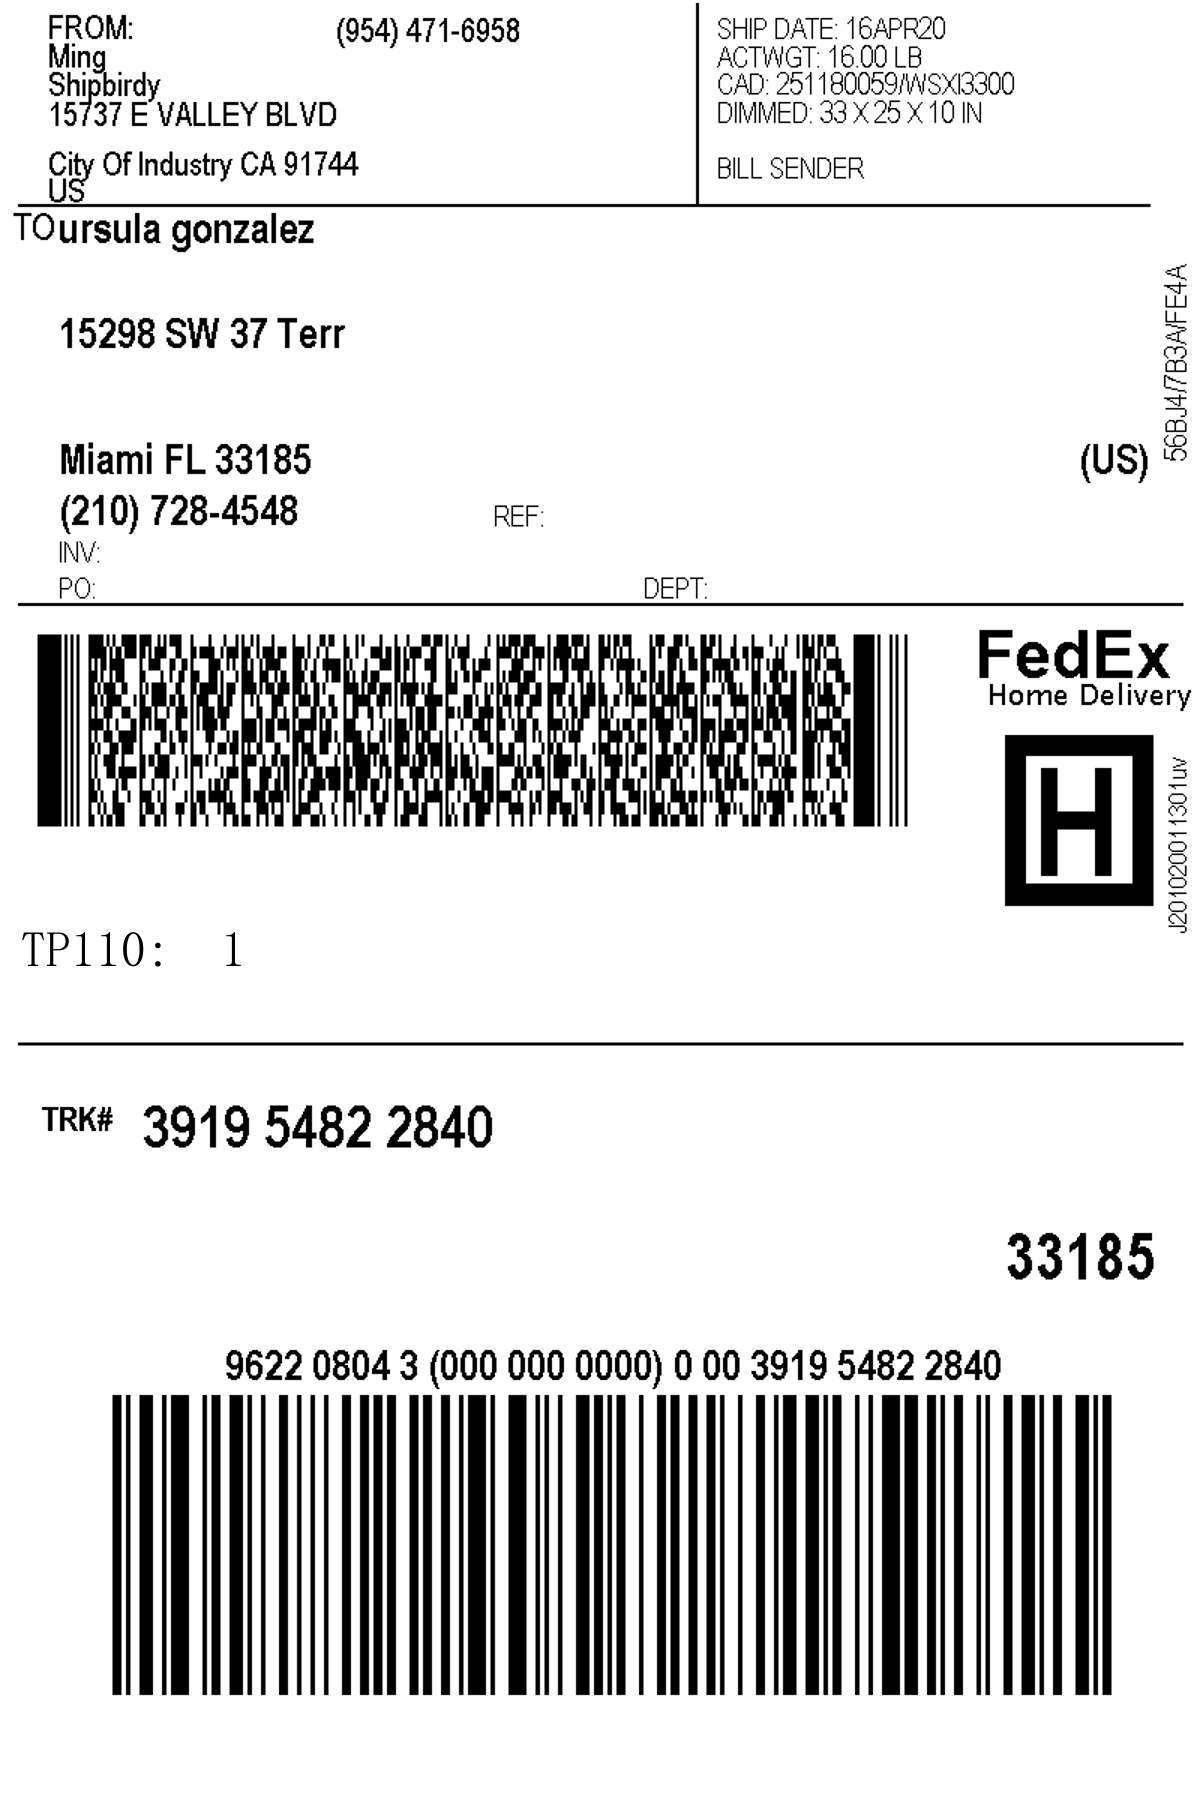 FROM: (954) 471-6958
Ming
Shipbirdy
15737 E VALLEY BLVD
City Of Industry CA 91744
US
SHIP DATE: 16APR20
ACTWGT: 16.00 LB
CAD: 251180059/WSXI3300
DIMMED: 33 X 25 X 10 IN
BILL SENDER
TO ursula gonzalez
15298 SW 37 Terr
Miami FL 33185 (US)
(210) 728-4548 REF:
INV:
PO: DEPT:
56BJ4/7B3A/FE4A
FedEx
Home Delivery
H
J201020011301uv
TP110: 1
TRK# 3919 5482 2840
33185
9622 0804 3 (000 000 0000) 0 00 3919 5482 2840